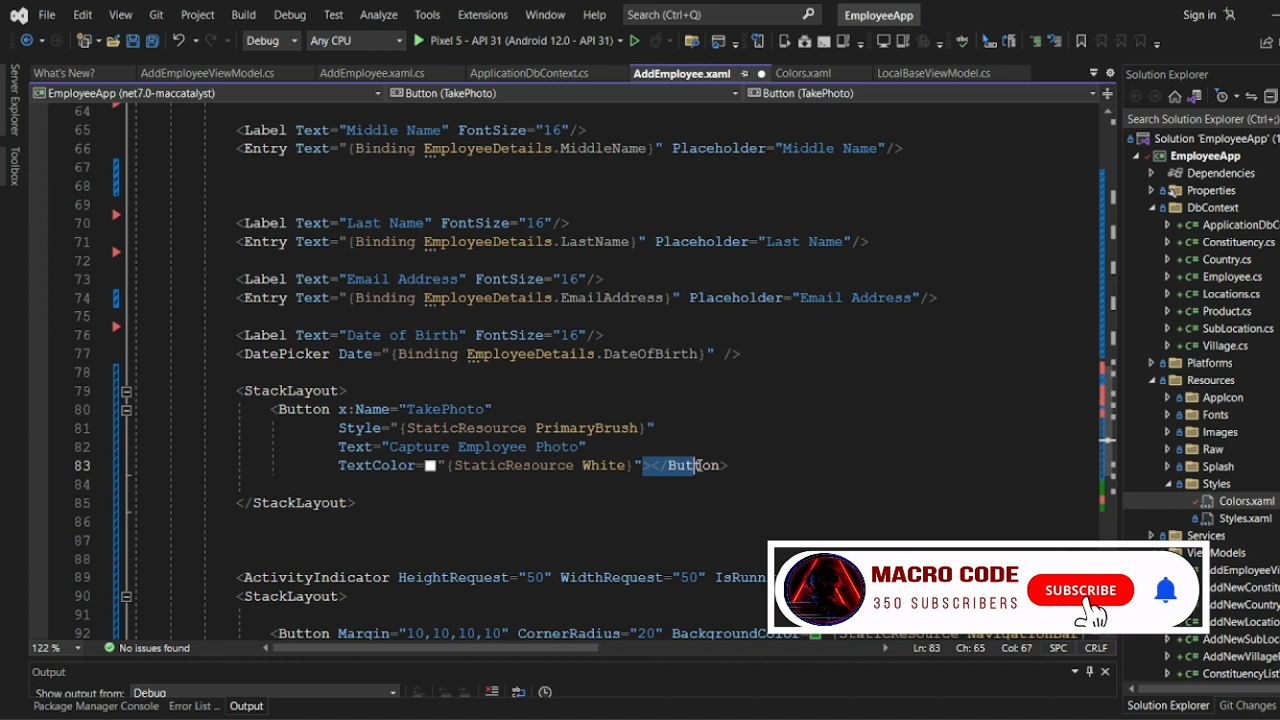 File Edit View Git Project Build Debug Test Analyze Tools Extensions Window Help Search (Ctrl+Q) EmployeeApp Sign in
Debug Any CPU Pixel 5 - API 31 (Android 12.0 - API 31)
What's New? AddEmployeeViewModel.cs AddEmployee.xaml.cs ApplicationDbContext.cs AddEmployee.xaml Colors.xaml LocalBaseViewModel.cs
EmployeeApp (net7.0-maccatalyst) Button (TakePhoto) Button (TakePhoto)
Server Explorer
Toolbox
64
65 <Label Text="Middle Name" FontSize="16"/>
66 <Entry Text="{Binding EmployeeDetails.MiddleName}" Placeholder="Middle Name"/>
67
68
69
70 <Label Text="Last Name" FontSize="16"/>
71 <Entry Text="{Binding EmployeeDetails.LastName}" Placeholder="Last Name"/>
72
73 <Label Text="Email Address" FontSize="16"/>
74 <Entry Text="{Binding EmployeeDetails.EmailAddress}" Placeholder="Email Address"/>
75
76 <Label Text="Date of Birth" FontSize="16"/>
77 <DatePicker Date="{Binding EmployeeDetails.DateOfBirth}" />
78
79 <StackLayout>
80 <Button x:Name="TakePhoto"
81 Style="{StaticResource PrimaryBrush}"
82 Text="Capture Employee Photo"
83 TextColor="{StaticResource White}"></Button>
84
85 </StackLayout>
86
87
88
89 <ActivityIndicator HeightRequest="50" WidthRequest="50" IsRunn
90 <StackLayout>
91
92 <Button Margin="10,10,10,10" CornerRadius="20" BackgroundColor="{StaticResource NavigationBar
122 % No issues found Ln: 83 Ch: 65 Col: 67 SPC CRLF
Output
Show output from: Debug
Package Manager Console Error List ... Output
Solution Explorer
Search Solution Explorer (Ctrl+;
Solution 'EmployeeApp' (1
EmployeeApp
Dependencies
Properties
DbContext
ApplicationDbC
Constituency.cs
Country.cs
Employee.cs
Locations.cs
Product.cs
SubLocation.cs
Village.cs
Platforms
Resources
AppIcon
Fonts
Images
Raw
Splash
Styles
Colors.xaml
Styles.xaml
Services
ViewModels
AddEmployeeVi
AddNewConstit
AddNewCountry
AddNewLocatio
AddNewSubLo
AddNewVillage
ConstituencyList
Solution Explorer Git Changes
MACRO CODE
350 SUBSCRIBERS
SUBSCRIBE